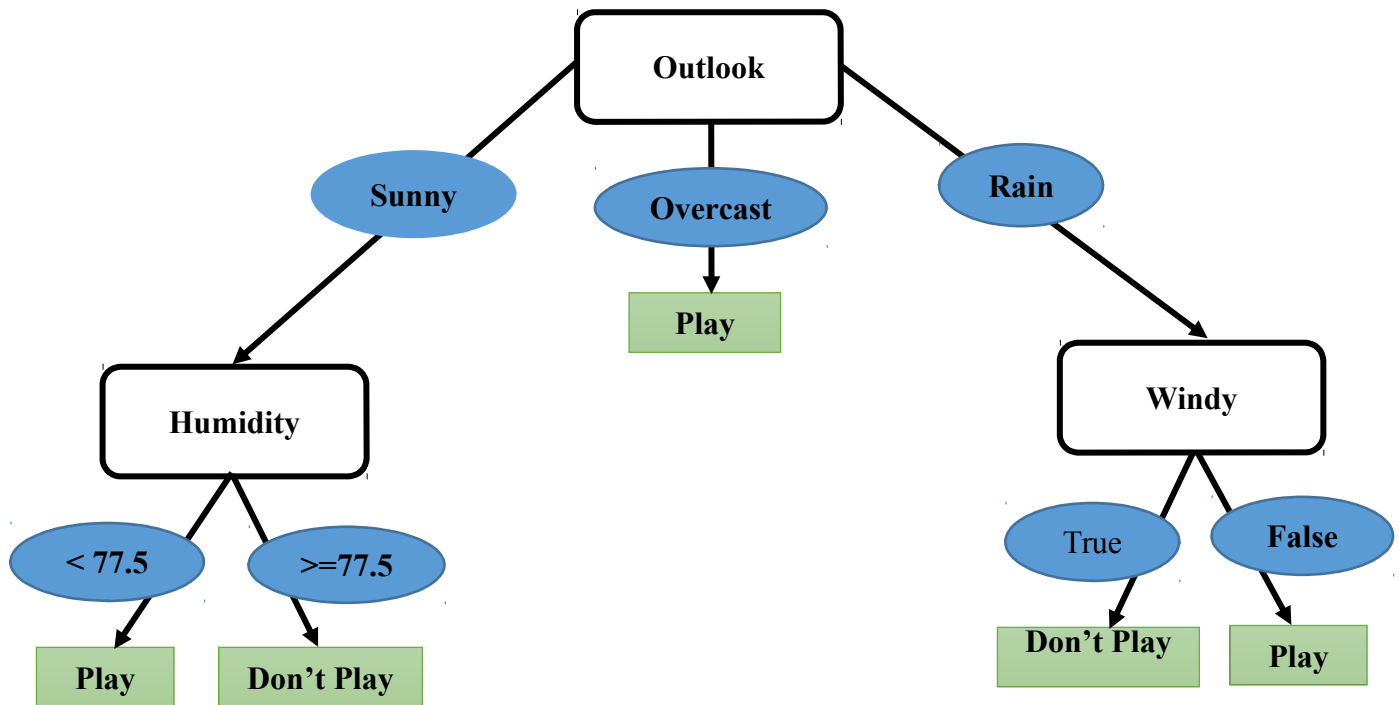 Outlook
Sunny
Overcast
Rain
Play
Humidity
Windy
< 77.5
>=77.5
True
False
Play
Don’t Play
Don’t Play
Play